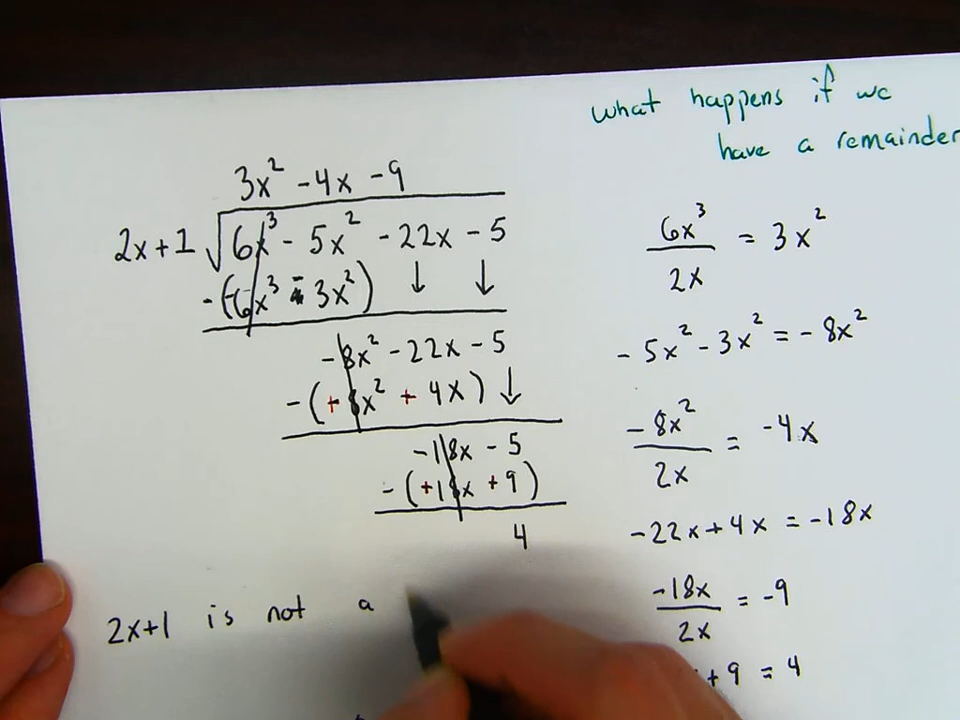 What happens if we
have a remainder
3x² - 4x - 9
2x+1 √6x³ - 5x² - 22x - 5
-(6x³ - 3x²) ↓ ↓
-8x² - 22x - 5
-(+8x² + 4x) ↓
-18x - 5
-(+18x + 9)
4
2x+1 is not a
6x³/2x = 3x²
-5x² - 3x² = -8x²
-8x²/2x = -4x
-22x + 4x = -18x
-18x/2x = -9
+9 = 4